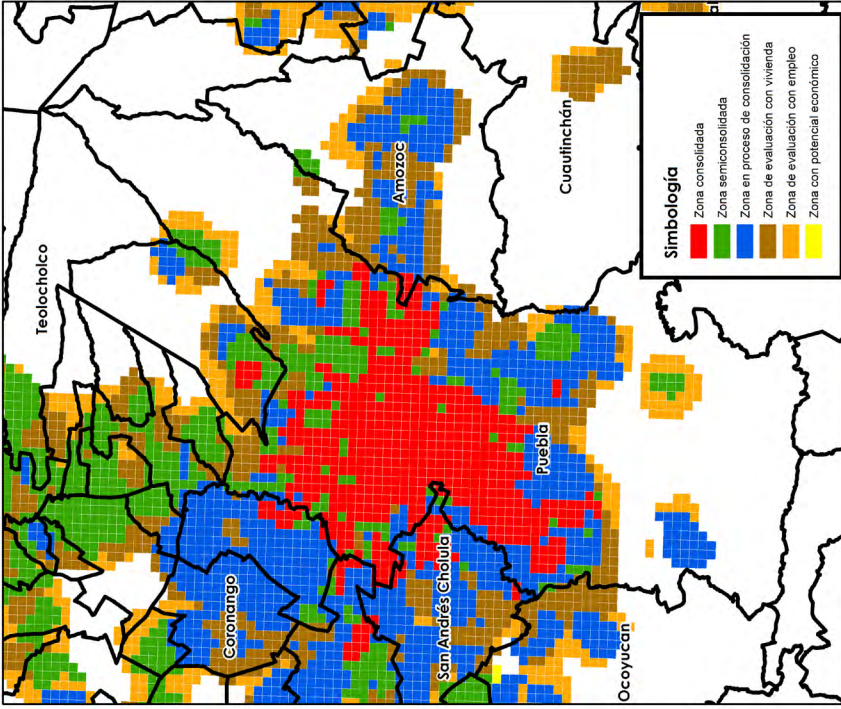 Teolocholco
Amozoc
Cuautinchán
Coronango
San Andrés Cholula
Puebla
Ocoyucan
Simbología
Zona consolidada
Zona semiconsolidada
Zona en proceso de consolidación
Zona de evaluación con vivienda
Zona de evaluación con empleo
Zona con potencial económico